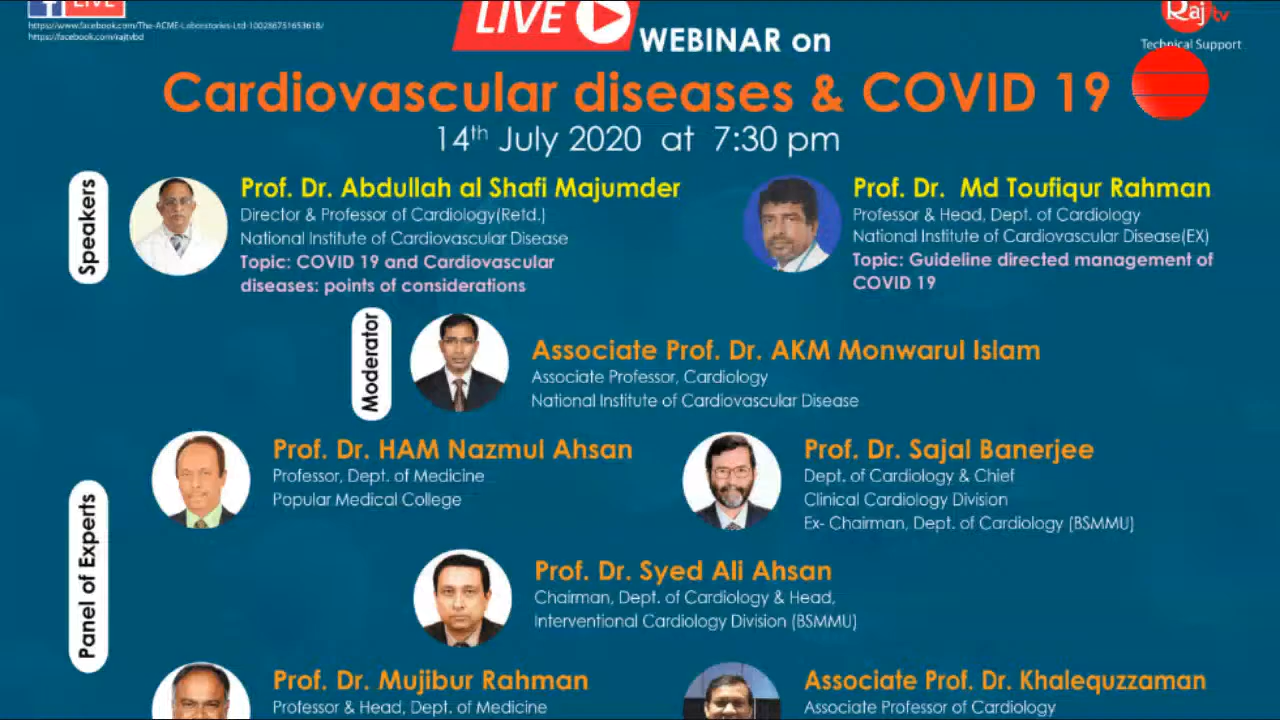 LIVE
https://www.facebook.com/The-ACME-Laboratories-Ltd-100286751653618/
https://facebook.com/rajtvbd
LIVE
WEBINAR on
Raj tv
Technical Support
Cardiovascular diseases & COVID 19
14th July 2020 at 7:30 pm
Speakers
Prof. Dr. Abdullah al Shafi Majumder
Director & Professor of Cardiology(Retd.)
National Institute of Cardiovascular Disease
Topic: COVID 19 and Cardiovascular
diseases: points of considerations
Prof. Dr. Md Toufiqur Rahman
Professor & Head, Dept. of Cardiology
National Institute of Cardiovascular Disease(EX)
Topic: Guideline directed management of
COVID 19
Moderator
Associate Prof. Dr. AKM Monwarul Islam
Associate Professor, Cardiology
National Institute of Cardiovascular Disease
Panel of Experts
Prof. Dr. HAM Nazmul Ahsan
Professor, Dept. of Medicine
Popular Medical College
Prof. Dr. Sajal Banerjee
Dept. of Cardiology & Chief
Clinical Cardiology Division
Ex- Chairman, Dept. of Cardiology (BSMMU)
Prof. Dr. Syed Ali Ahsan
Chairman, Dept. of Cardiology & Head,
Interventional Cardiology Division (BSMMU)
Prof. Dr. Mujibur Rahman
Professor & Head, Dept. of Medicine
Associate Prof. Dr. Khalequzzaman
Associate Professor of Cardiology